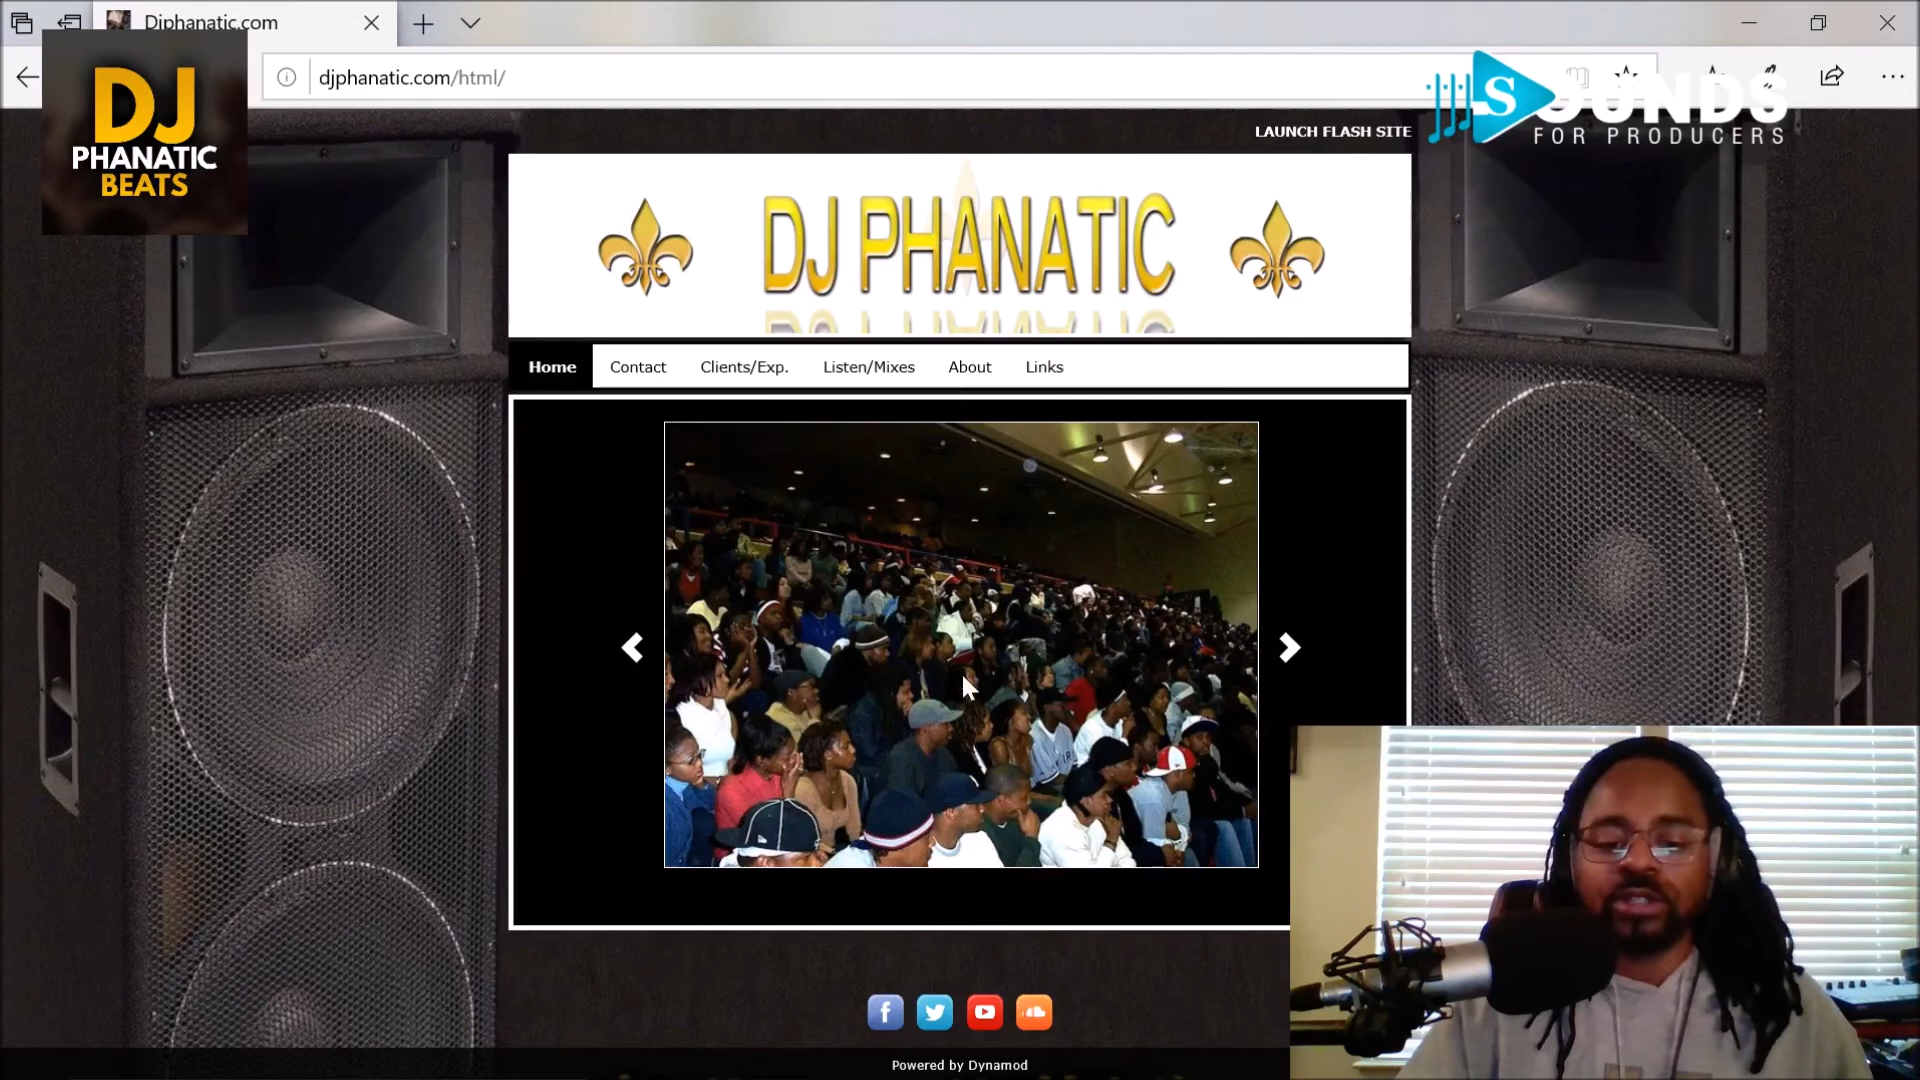 Djphanatic.com
djphanatic.com/html/
DJ
PHANATIC
BEATS
SOUNDS
FOR PRODUCERS
LAUNCH FLASH SITE
DJ PHANATIC
Home
Contact
Clients/Exp.
Listen/Mixes
About
Links
Powered by Dynamod